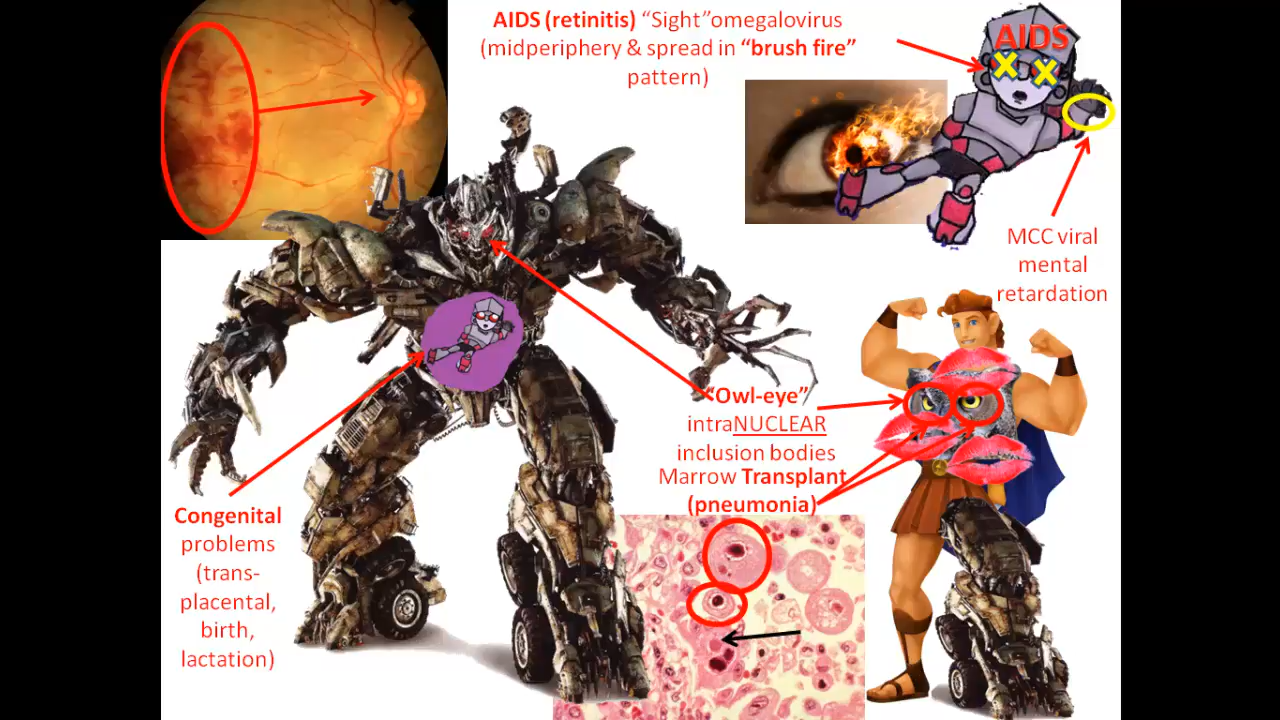 AIDS (retinitis) “Sight”omegalovirus
(midperiphery & spread in “brush fire”
pattern)
AIDS
MCC viral
mental
retardation
“Owl-eye”
intraNUCLEAR
inclusion bodies
Marrow Transplant
(pneumonia)
Congenital
problems
(trans-
placental,
birth,
lactation)